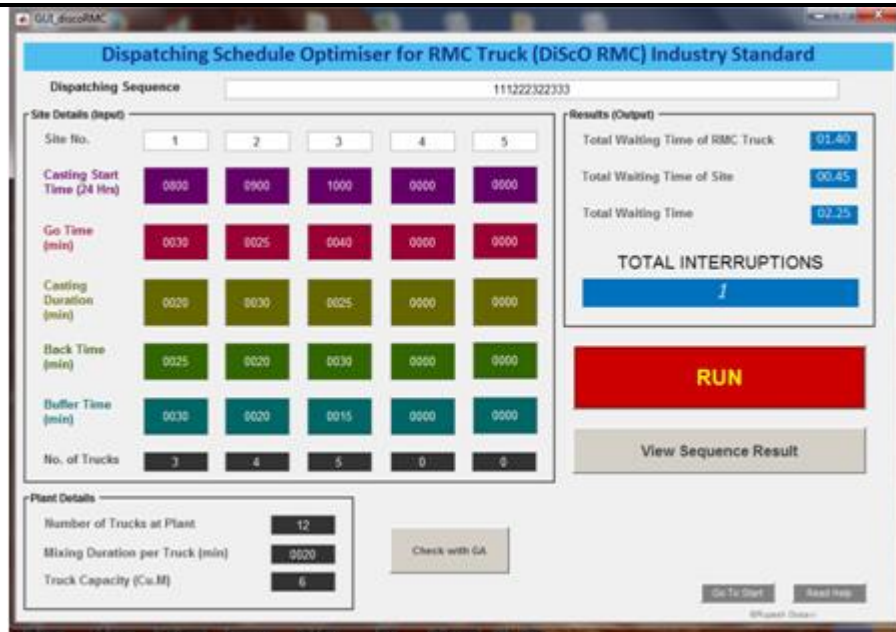 GUI_discoRMC
Dispatching Schedule Optimiser for RMC Truck (DiScO RMC) Industry Standard
Dispatching Sequence 111222322333
Site Details (Input)
Site No. 1 2 3 4 5
Casting Start
Time (24 Hrs) 0800 0900 1000 0000 0000
Go Time
(min) 0030 0025 0040 0000 0000
Casting
Duration
(min) 0020 0030 0025 0000 0000
Back Time
(min) 0025 0020 0030 0000 0000
Buffer Time
(min) 0030 0020 0015 0000 0000
No. of Trucks 3 4 5 0 0
Results (Output)
Total Waiting Time of RMC Truck 01.40
Total Waiting Time of Site 00.45
Total Waiting Time 02.25
TOTAL INTERRUPTIONS
1
RUN
View Sequence Result
Plant Details
Number of Trucks at Plant 12
Mixing Duration per Truck (min) 0020
Truck Capacity (Cu.M) 6
Check with GA
Go To Start Read Help